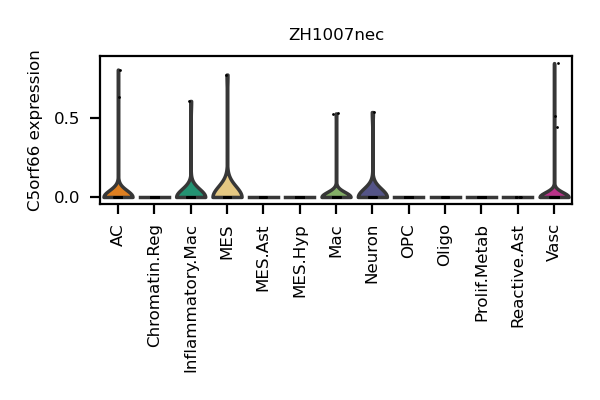 ZH1007nec
C5orf66 expression
0.5
0.0
AC
Chromatin.Reg
Inflammatory.Mac
MES
MES.Ast
MES.Hyp
Mac
Neuron
OPC
Oligo
Prolif.Metab
Reactive.Ast
Vasc